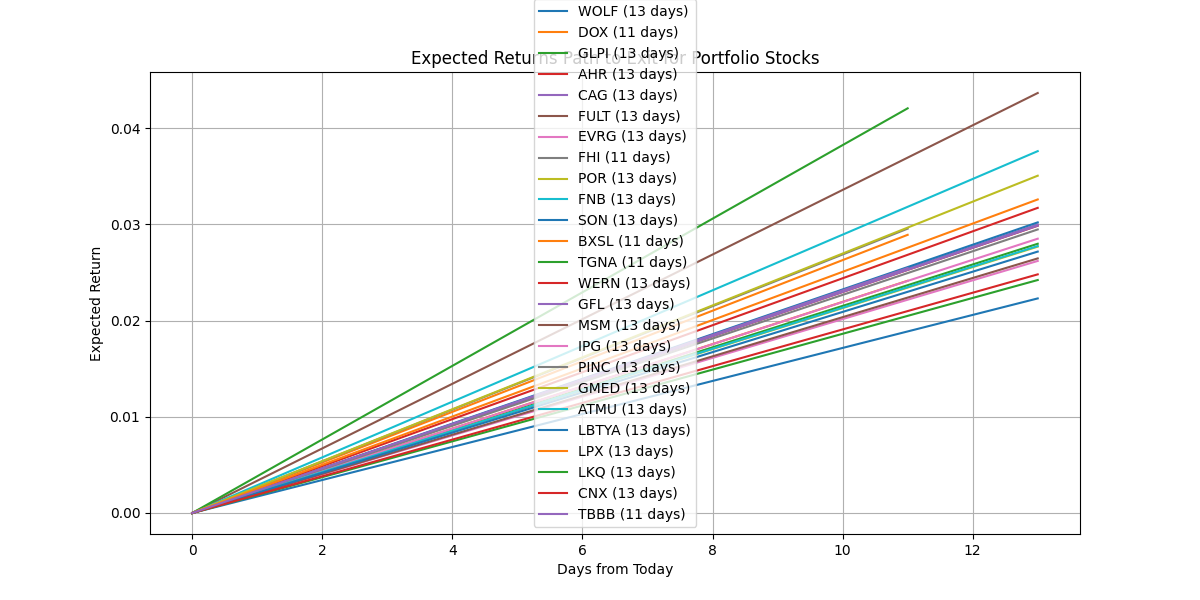 WOLF (13 days)
DOX (11 days)
GLPI (13 days)
Expected Returns Path to Exit for Portfolio Stocks
AHR (13 days)
CAG (13 days)
FULT (13 days)
EVRG (13 days)
FHI (11 days)
POR (13 days)
FNB (13 days)
SON (13 days)
BXSL (11 days)
TGNA (11 days)
WERN (13 days)
GFL (13 days)
MSM (13 days)
IPG (13 days)
PINC (13 days)
GMED (13 days)
ATMU (13 days)
LBTYA (13 days)
LPX (13 days)
LKQ (13 days)
CNX (13 days)
TBBB (11 days)
Expected Return
0.04
0.03
0.02
0.01
0.00
0 2 4 6 8 10 12
Days from Today